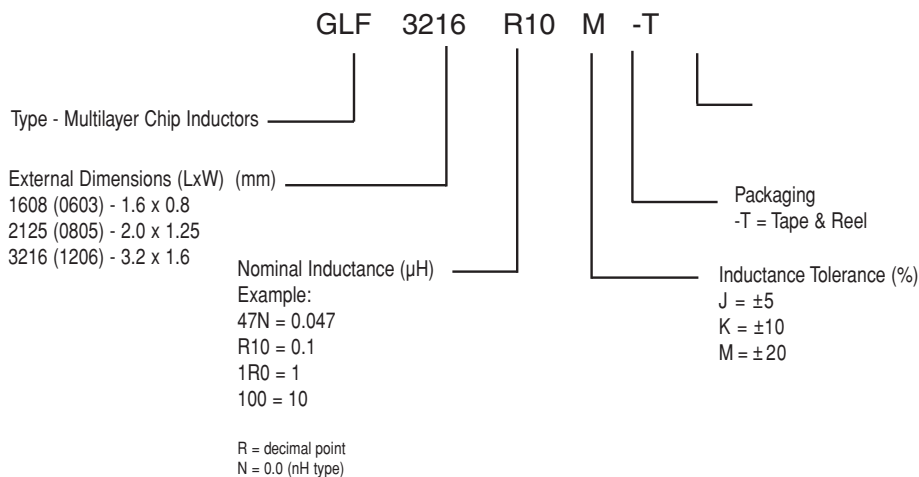 GLF 3216 R10 M -T
Type - Multilayer Chip Inductors
External Dimensions (LxW) (mm)
1608 (0603) - 1.6 x 0.8
2125 (0805) - 2.0 x 1.25
3216 (1206) - 3.2 x 1.6
Nominal Inductance (µH)
Example:
47N = 0.047
R10 = 0.1
1R0 = 1
100 = 10
R = decimal point
N = 0.0 (nH type)
Packaging
-T = Tape & Reel
Inductance Tolerance (%)
J = ±5
K = ±10
M = ± 20